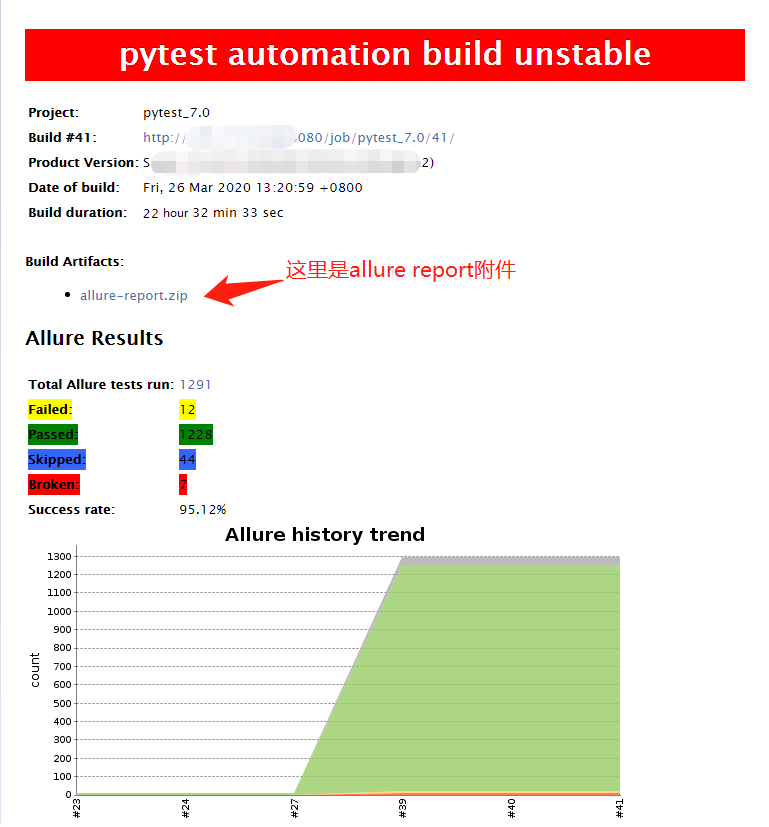 pytest automation build unstable
Project: pytest_7.0
Build #41: http:// 080/job/pytest_7.0/41/
Product Version: S 2)
Date of build: Fri, 26 Mar 2020 13:20:59 +0800
Build duration: 22 hour 32 min 33 sec
Build Artifacts:
这里是allure report附件
allure-report.zip
Allure Results
Total Allure tests run: 1291
Failed: 12
Passed: 1228
Skipped: 44
Broken: 7
Success rate: 95.12%
Allure history trend
1300
1200
1100
1000
900
800
700
600
500
400
300
200
100
0
count
#23 #24 #27 #39 #40 #41